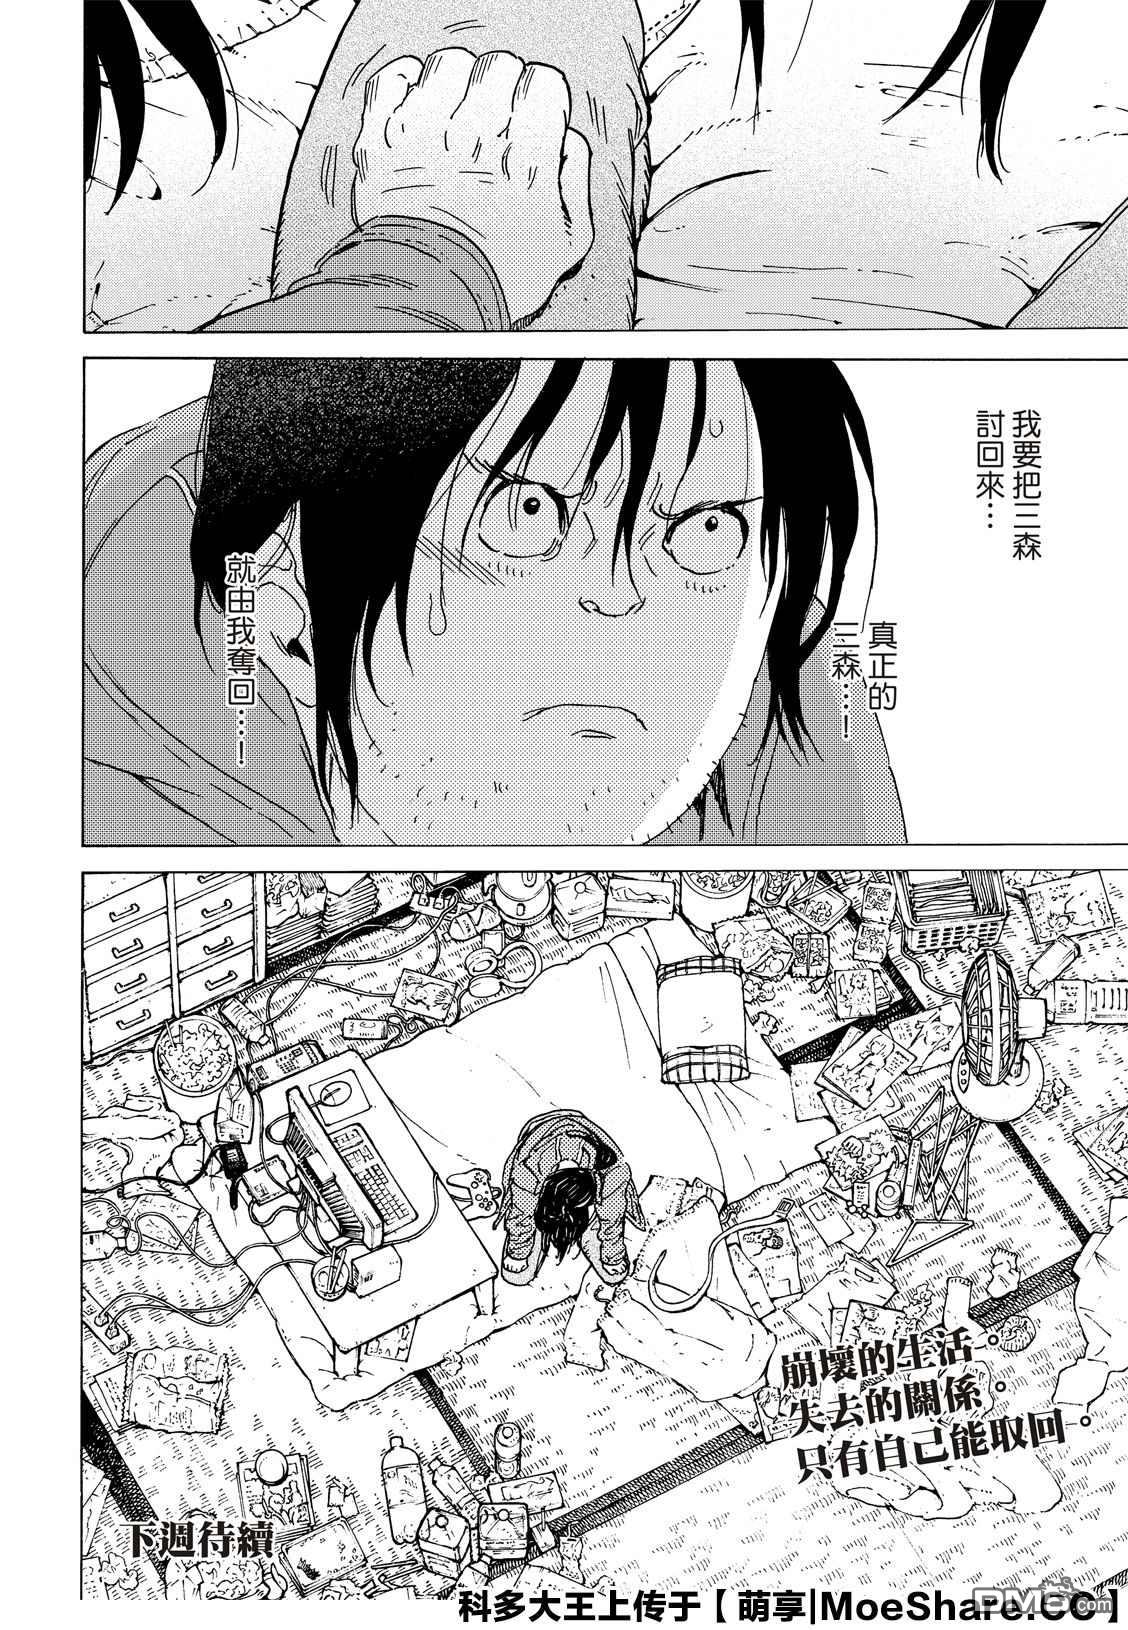 我要把三森
討回來…
真正的
三森…！
就由我奪回…！
崩壞的生活。
失去的關係。
只有自己能取回。
下週待續
科多大王上传于【萌享|MoeShare.CC】
DM5.com